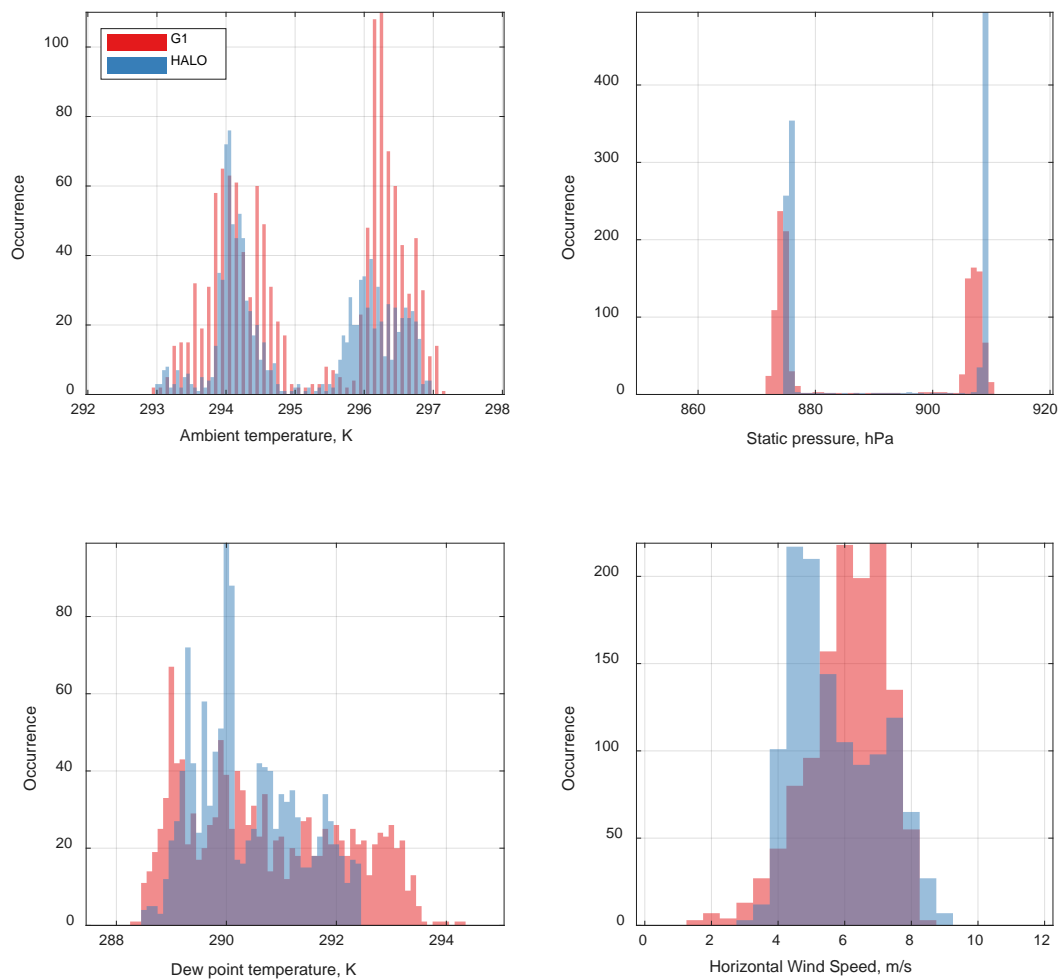 G1
HALO
100
80
60
40
20
0
292 293 294 295 296 297 298
Occurrence
Ambient temperature, K
400
300
200
100
0
860 880 900 920
Occurrence
Static pressure, hPa
80
60
40
20
0
288 290 292 294
Occurrence
Dew point temperature, K
200
150
100
50
0
0 2 4 6 8 10 12
Occurrence
Horizontal Wind Speed, m/s